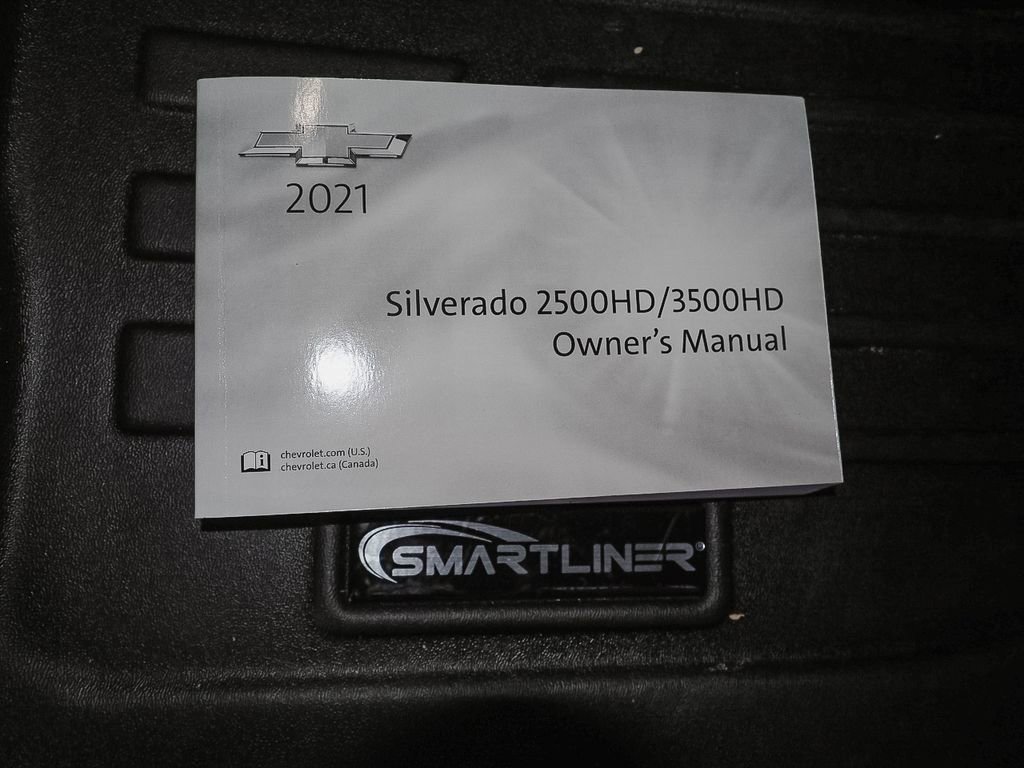 2021
Silverado 2500HD/3500HD
Owner's Manual
chevrolet.com (U.S.)
chevrolet.ca (Canada)
SMARTLINER®